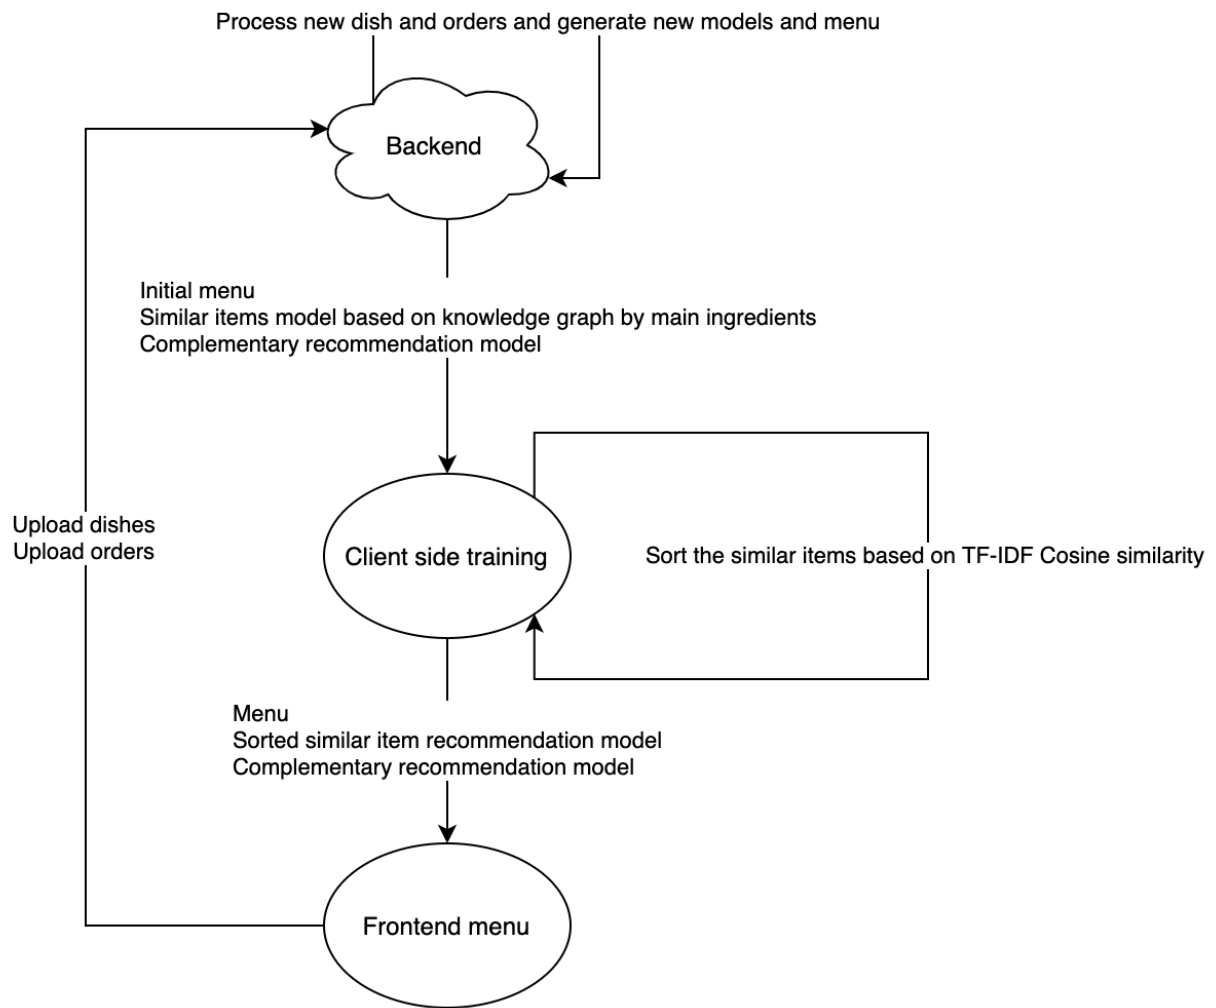 Process new dish and orders and generate new models and menu
Backend
Initial menu
Similar items model based on knowledge graph by main ingredients
Complementary recommendation model
Upload dishes
Upload orders
Client side training
Sort the similar items based on TF-IDF Cosine similarity
Menu
Sorted similar item recommendation model
Complementary recommendation model
Frontend menu